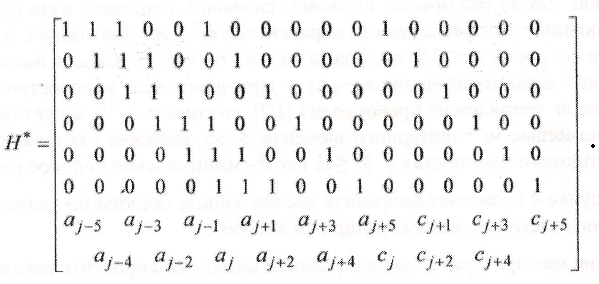 1 1 1 0 0 1 0 0 0 0 0 1 0 0 0 0 0
0 1 1 1 0 0 1 0 0 0 0 0 1 0 0 0 0
0 0 1 1 1 0 0 1 0 0 0 0 0 1 0 0 0
H* = 0 0 0 1 1 1 0 0 1 0 0 0 0 0 1 0 0 .
0 0 0 0 1 1 1 0 0 1 0 0 0 0 0 1 0
0 0 0 0 0 1 1 1 0 0 1 0 0 0 0 0 1
a_{j-5} a_{j-3} a_{j-1} a_{j+1} a_{j+3} a_{j+5} c_{j+1} c_{j+3} c_{j+5}
a_{j-4} a_{j-2} a_j a_{j+2} a_{j+4} c_j c_{j+2} c_{j+4}